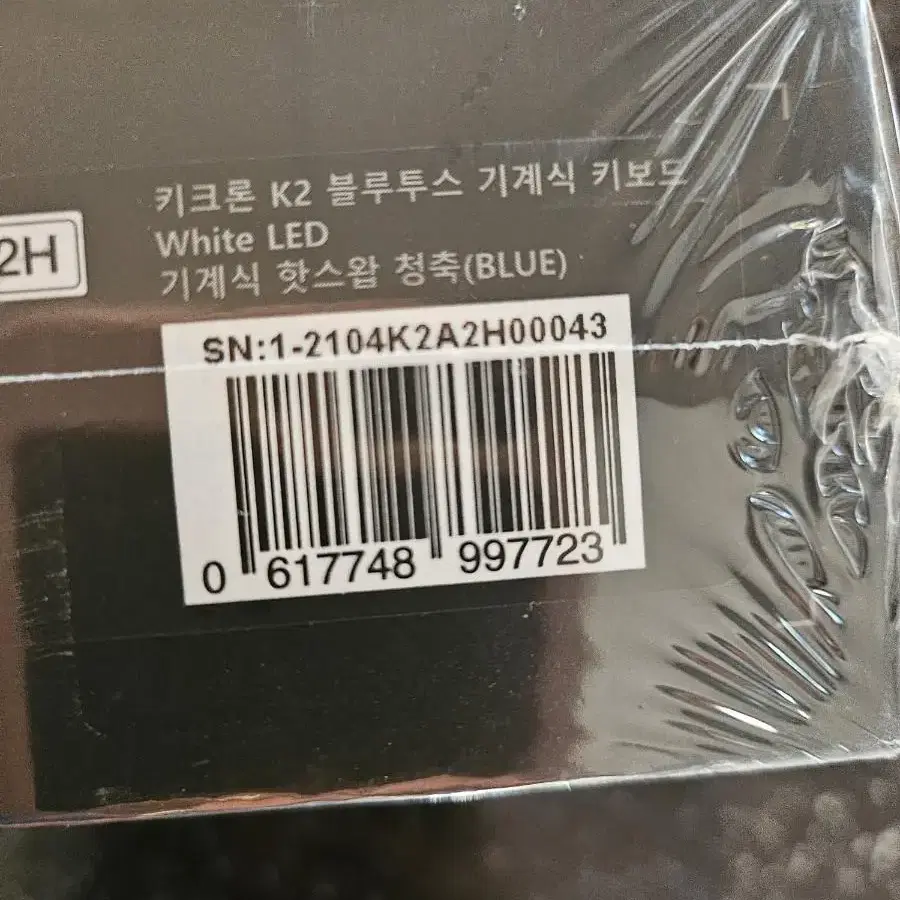 키크론 K2 블루투스 기계식 키보드
2H
White LED
기계식 핫스왑 청축(BLUE)
SN:1-2104K2A2H00043
0 617748 997723